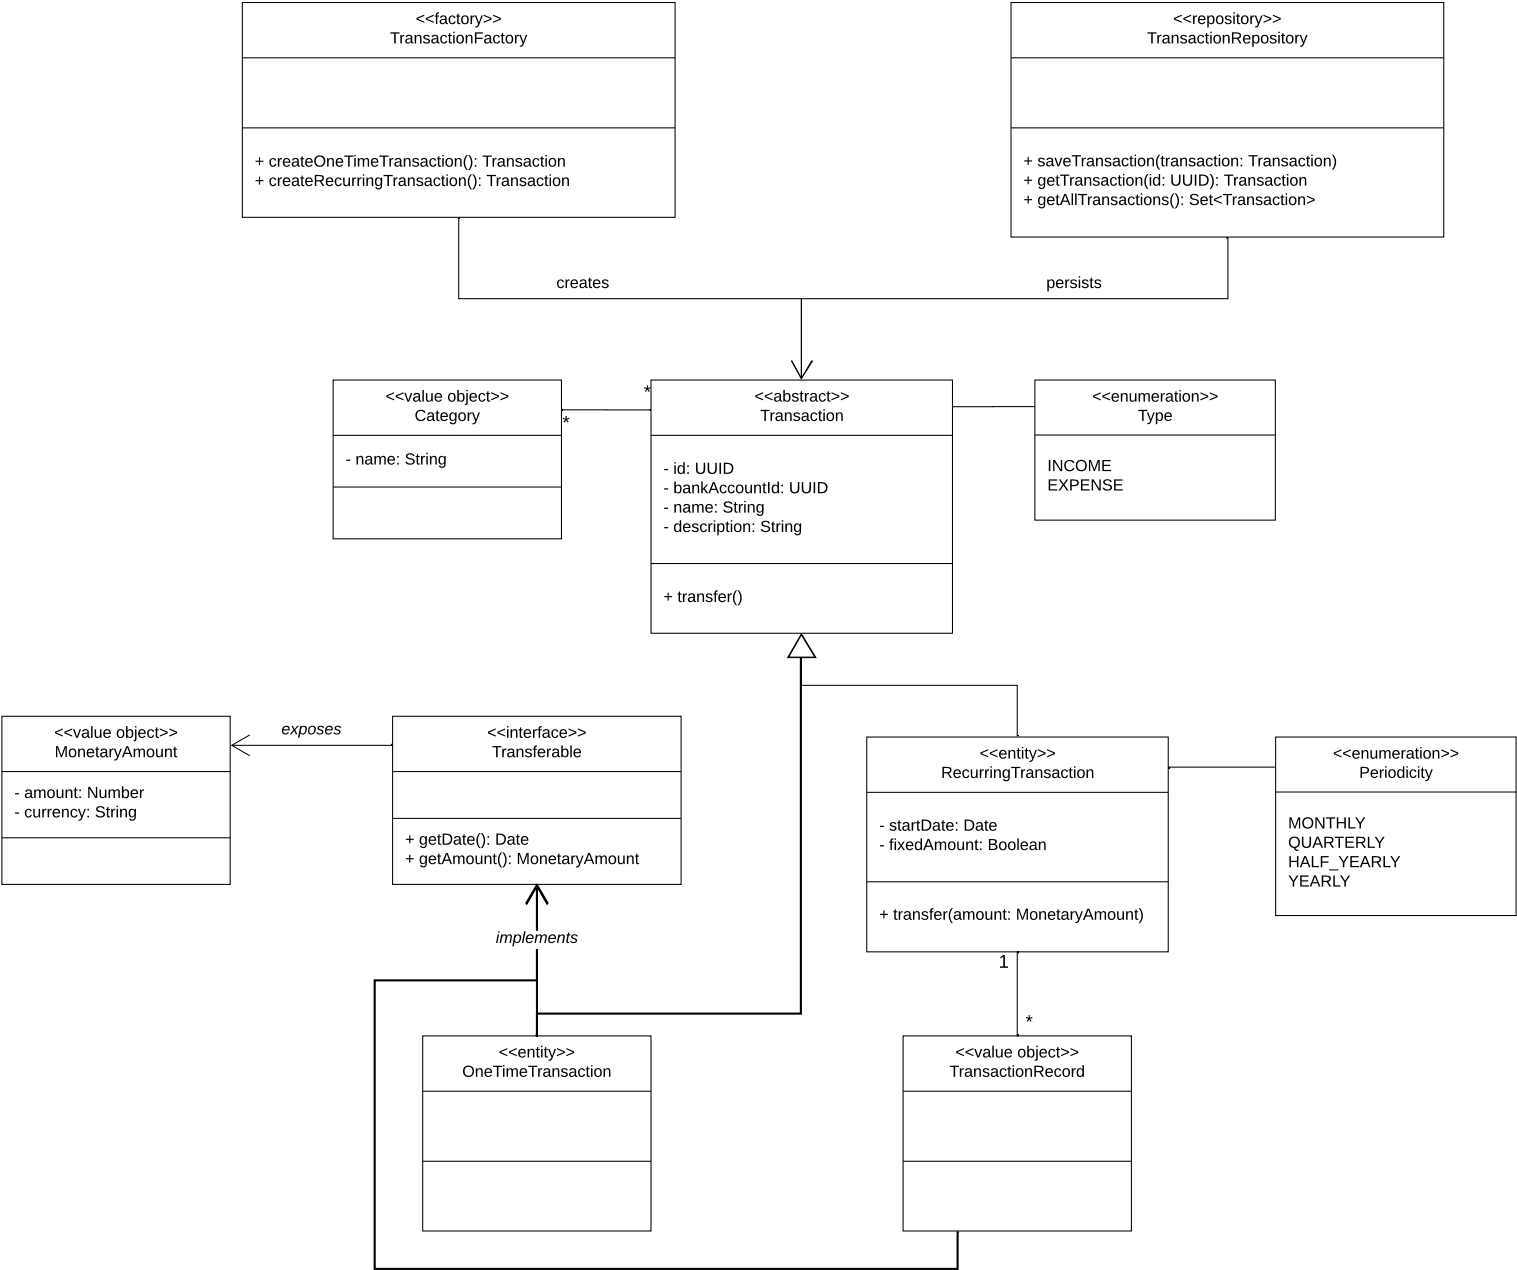 <<factory>>
TransactionFactory
+ createOneTimeTransaction(): Transaction
+ createRecurringTransaction(): Transaction
<<repository>>
TransactionRepository
+ saveTransaction(transaction: Transaction)
+ getTransaction(id: UUID): Transaction
+ getAllTransactions(): Set<Transaction>
creates
persists
<<value object>>
Category
- name: String
*
*
<<abstract>>
Transaction
- id: UUID
- bankAccountId: UUID
- name: String
- description: String
+ transfer()
<<enumeration>>
Type
INCOME
EXPENSE
<<value object>>
MonetaryAmount
- amount: Number
- currency: String
exposes
<<interface>>
Transferable
+ getDate(): Date
+ getAmount(): MonetaryAmount
<<entity>>
RecurringTransaction
- startDate: Date
- fixedAmount: Boolean
+ transfer(amount: MonetaryAmount)
<<enumeration>>
Periodicity
MONTHLY
QUARTERLY
HALF_YEARLY
YEARLY
implements
1
*
<<entity>>
OneTimeTransaction
<<value object>>
TransactionRecord